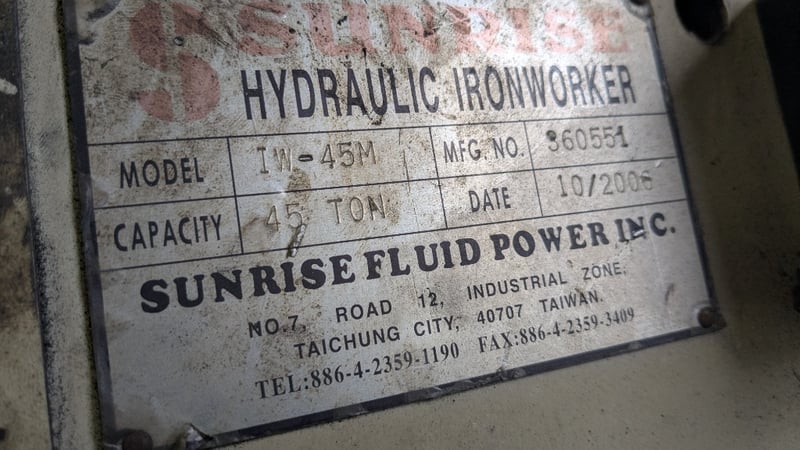 SUNRISE
HYDRAULIC IRONWORKER
MODEL IW-45M MFG. NO. 360551
CAPACITY 45 TON DATE 10/2006
SUNRISE FLUID POWER INC.
NO.7, ROAD 12, INDUSTRIAL ZONE,
TAICHUNG CITY, 40707 TAIWAN.
TEL:886-4-2359-1190 FAX:886-4-2359-3409